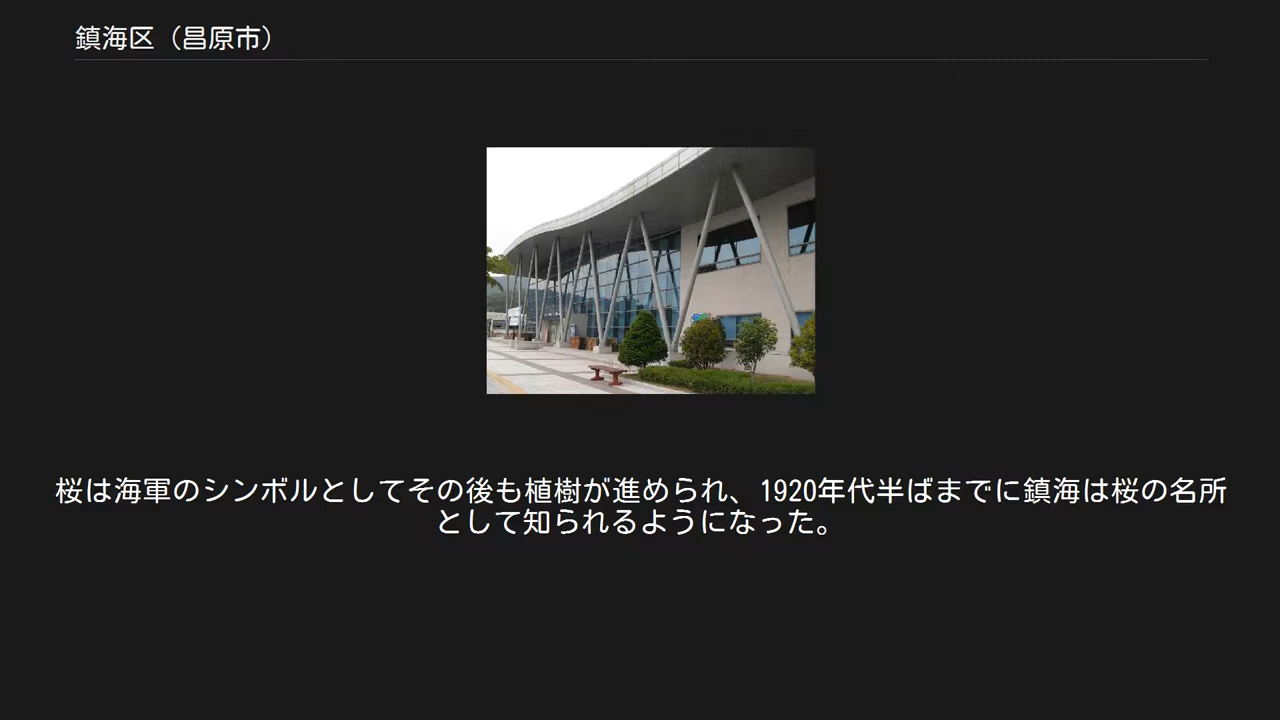 鎮海区（昌原市）
桜は海軍のシンボルとしてその後も植樹が進められ、1920年代半ばまでに鎮海は桜の名所
として知られるようになった。